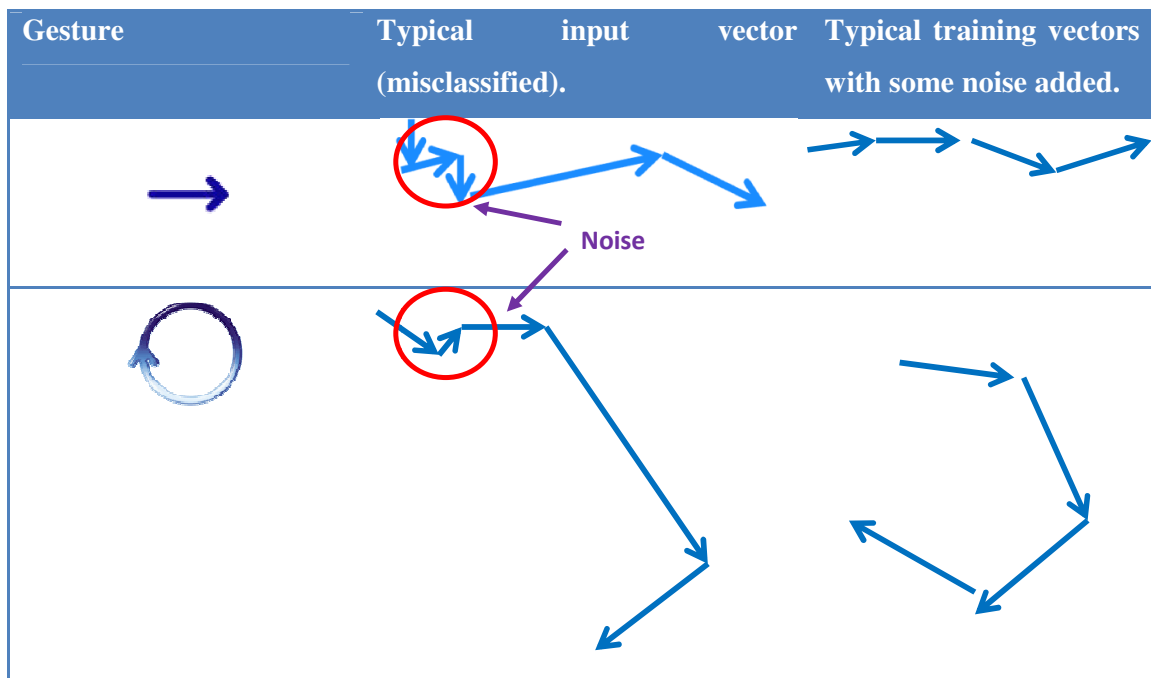 Gesture
Typical input vector
(misclassified).
Typical training vectors
with some noise added.
Noise